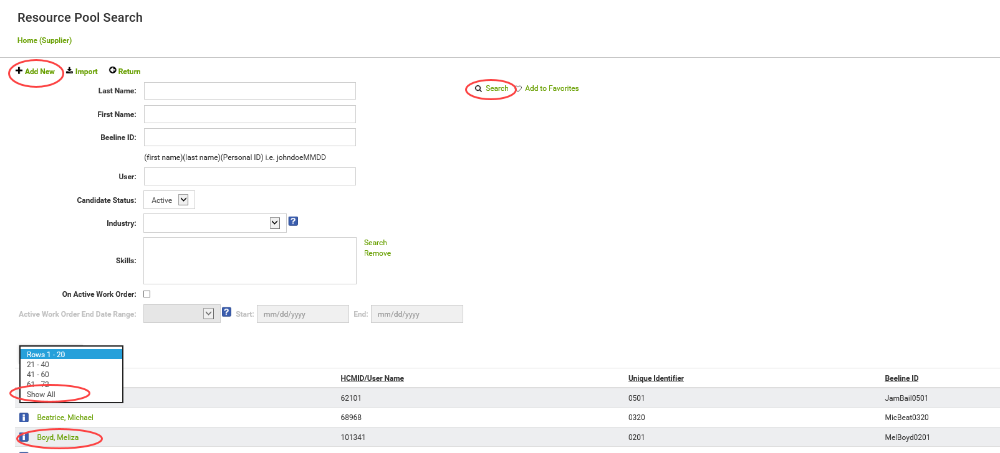 Resource Pool Search
Home (Supplier)
Add New Import Return
Last Name:
Search Add to Favorites
First Name:
Beeline ID:
(first name)(last name)(Personal ID) i.e. johndoeMMDD
User:
Candidate Status: Active
Industry: ?
Skills:
Search
Remove
On Active Work Order:
Active Work Order End Date Range: ? Start: mm/dd/yyyy End: mm/dd/yyyy
Rows 1 - 20
21 - 40
41 - 60
61 - 72
Show All
HCMID/User Name Unique Identifier Beeline ID
62101 0501 JamBail0501
i Beatrice, Michael 68968 0320 MicBeat0320
i Boyd, Meliza 101341 0201 MelBoyd0201